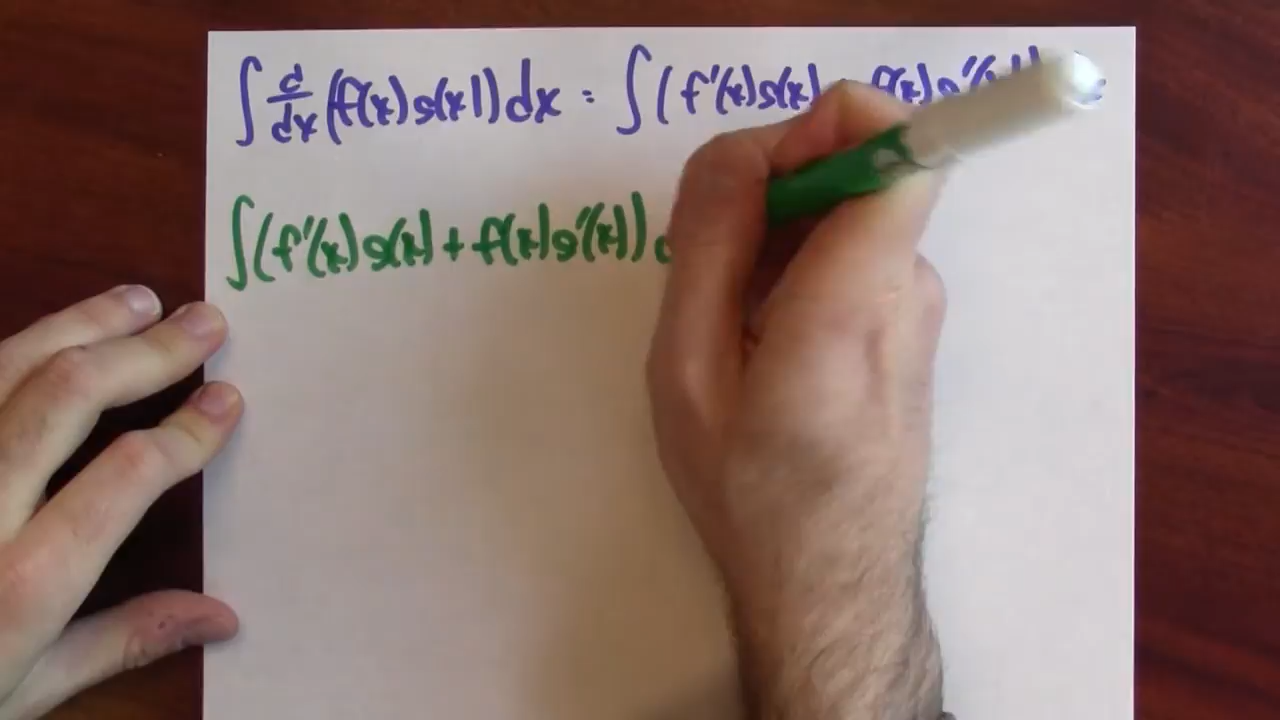 ∫ d/dx (f(x) g(x)) dx = ∫ (f'(x) g(x) + f(x) g'(x))
∫ (f'(x) g(x) + f(x) g'(x)) d